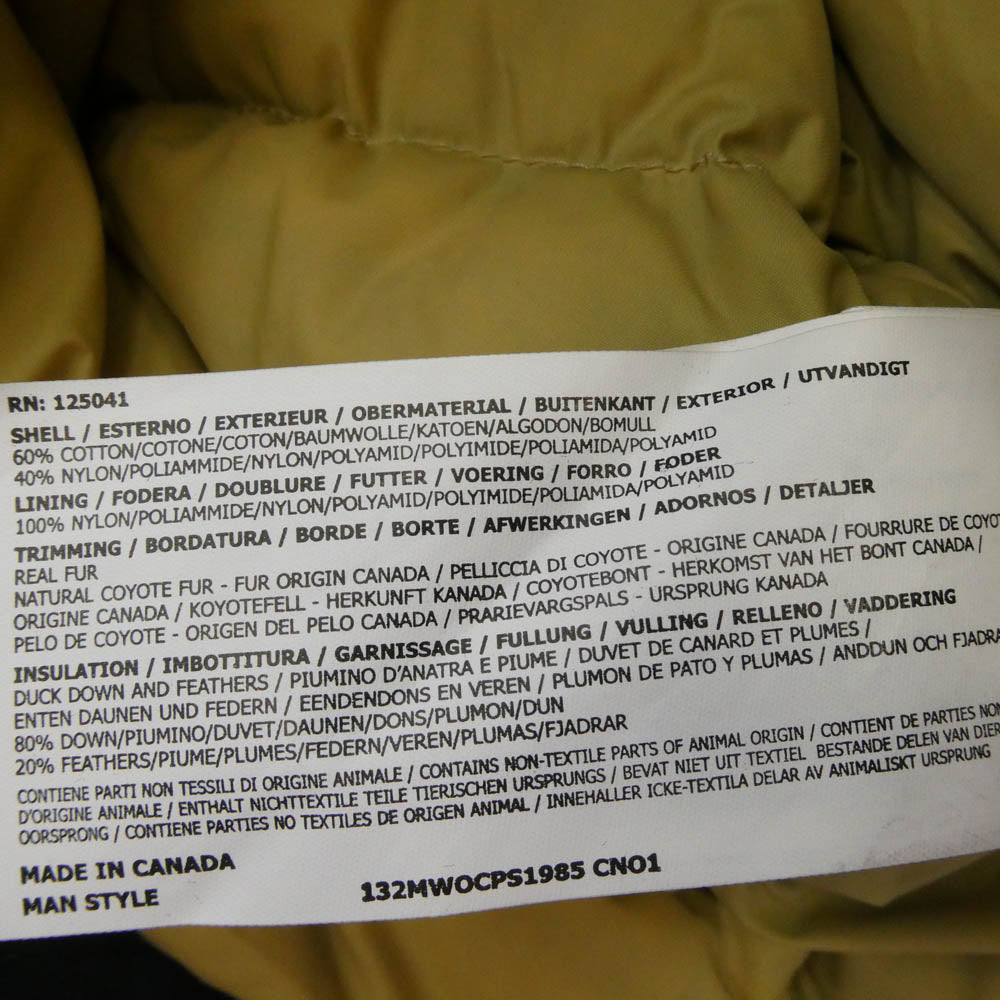 RN: 125041
SHELL / ESTERNO / EXTERIEUR / OBERMATERIAL / BUITENKANT / EXTERIOR / UTVANDIGT
60% COTTON/COTONE/COTON/BAUMWOLLE/KATOEN/ALGODON/BOMULL
40% NYLON/POLIAMMIDE/NYLON/POLYAMID/POLYIMIDE/POLIAMIDA/POLYAMID
LINING / FODERA / DOUBLURE / FUTTER / VOERING / FORRO / FODER
100% NYLON/POLIAMMIDE/NYLON/POLYAMID/POLYIMIDE/POLIAMIDA/POLYAMID
TRIMMING / BORDATURA / BORDE / BORTE / AFWERKINGEN / ADORNOS / DETALJER
REAL FUR
NATURAL COYOTE FUR - FUR ORIGIN CANADA / PELLICCIA DI COYOTE - ORIGINE CANADA / FOURRURE DE COYOT
ORIGINE CANADA / KOYOTEFELL - HERKUNFT KANADA / COYOTEBONT - HERKOMST VAN HET BONT CANADA /
PELO DE COYOTE - ORIGEN DEL PELO CANADA / PRARIEVARGSPALS - URSPRUNG KANADA
INSULATION / IMBOTTITURA / GARNISSAGE / FULLUNG / VULLING / RELLENO / VADDERING
DUCK DOWN AND FEATHERS / PIUMINO D'ANATRA E PIUME / DUVET DE CANARD ET PLUMES /
ENTEN DAUNEN UND FEDERN / EENDENDONS EN VEREN / PLUMON DE PATO Y PLUMAS / ANDDUN OCH FJADRA
80% DOWN/PIUMINO/DUVET/DAUNEN/DONS/PLUMON/DUN
20% FEATHERS/PIUME/PLUMES/FEDERN/VEREN/PLUMAS/FJADRAR
CONTIENE PARTI NON TESSILI DI ORIGINE ANIMALE / CONTAINS NON-TEXTILE PARTS OF ANIMAL ORIGIN / CONTIENT DE PARTIES NON
D'ORIGINE ANIMALE / ENTHALT NICHTTEXTILE TEILE TIERISCHEN URSPRUNGS / BEVAT NIET UIT TEXTIEL BESTANDE DELEN VAN DIER
OORSPRONG / CONTIENE PARTIES NO TEXTILES DE ORIGEN ANIMAL / INNEHALLER ICKE-TEXTILA DELAR AV ANIMALISKT URSPRUNG
MADE IN CANADA
MAN STYLE
132MWOCPS1985 CNO1